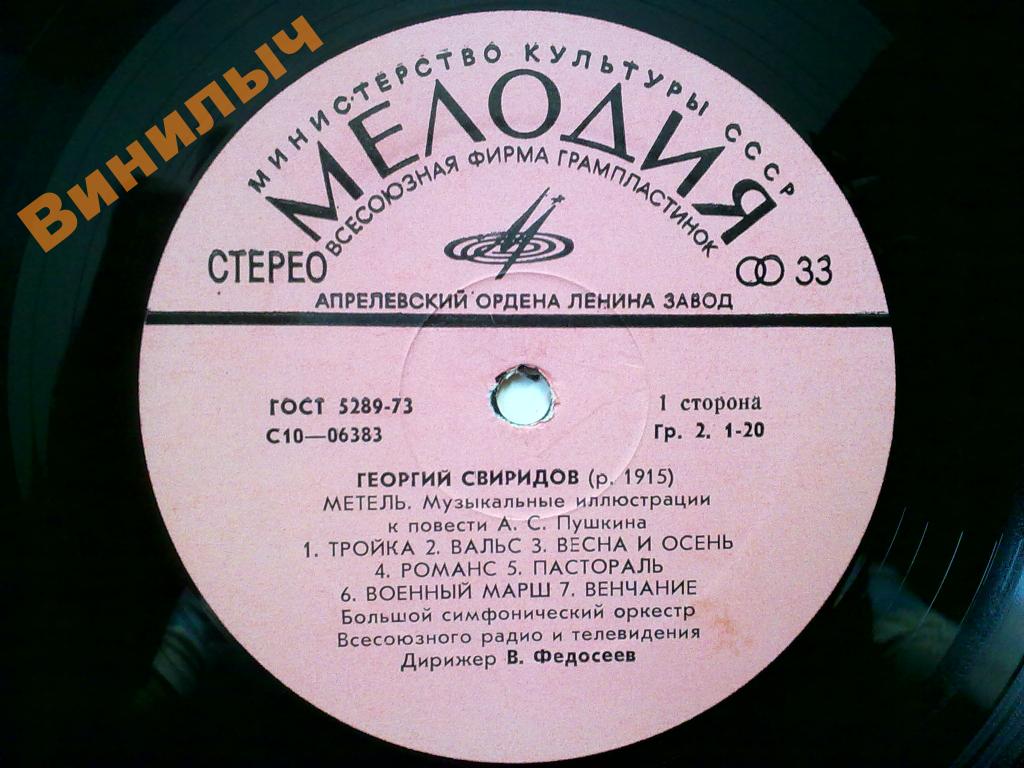 Винилыч
МИНИСТЕРСТВО КУЛЬТУРЫ СССР
МЕЛОДИЯ
ВСЕСОЮЗНАЯ ФИРМА ГРАМПЛАСТИНОК
СТЕРЕО 33
АПРЕЛЕВСКИЙ ОРДЕНА ЛЕНИНА ЗАВОД
ГОСТ 5289-73 1 сторона
С10—06383 Гр. 2. 1-20
ГЕОРГИЙ СВИРИДОВ (р. 1915)
МЕТЕЛЬ. Музыкальные иллюстрации
к повести А. С. Пушкина
1. ТРОЙКА 2. ВАЛЬС 3. ВЕСНА И ОСЕНЬ
4. РОМАНС 5. ПАСТОРАЛЬ
6. ВОЕННЫЙ МАРШ 7. ВЕНЧАНИЕ
Большой симфонический оркестр
Всесоюзного радио и телевидения
Дирижер В. Федосеев